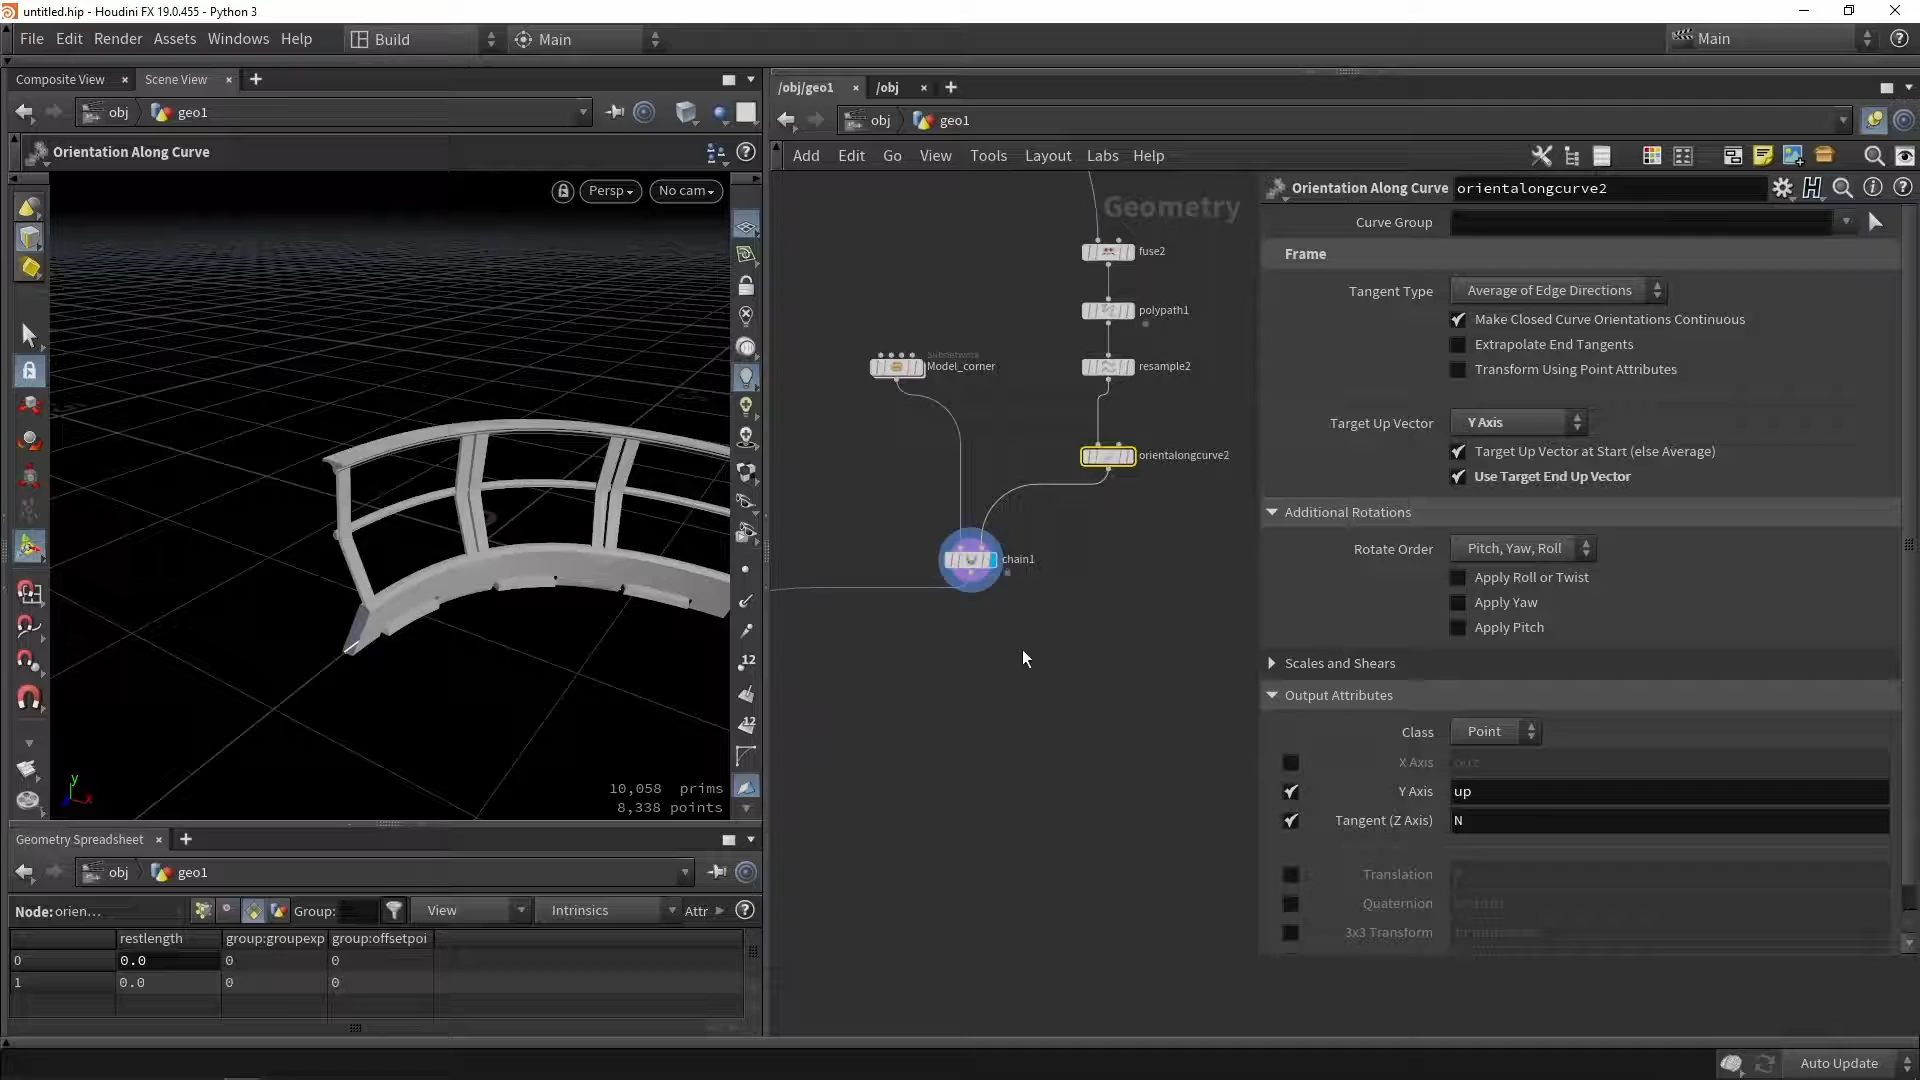 untitled.hip - Houdini FX 19.0.455 - Python 3
File Edit Render Assets Windows Help
Build
Main
Main
Composite View
Scene View
obj
geo1
Orientation Along Curve
Persp
No cam
12
12
y
x
10,058 prims
8,338 points
Geometry Spreadsheet
obj
geo1
Node: orien...
Group:
View
Intrinsics
Attr
restlength group:groupexp group:offsetpoi
0 0.0 0 0
1 0.0 0 0
/obj/geo1
/obj
obj
geo1
Add Edit Go View Tools Layout Labs Help
Geometry
fuse2
polypath1
Subnetwork
Model_corner
resample2
orientalongcurve2
chain1
Orientation Along Curve orientalongcurve2
Curve Group
Frame
Tangent Type Average of Edge Directions
Make Closed Curve Orientations Continuous
Extrapolate End Tangents
Transform Using Point Attributes
Target Up Vector Y Axis
Target Up Vector at Start (else Average)
Use Target End Up Vector
Additional Rotations
Rotate Order Pitch, Yaw, Roll
Apply Roll or Twist
Apply Yaw
Apply Pitch
Scales and Shears
Output Attributes
Class Point
X Axis out
Y Axis up
Tangent (Z Axis) N
Translation
Quaternion
3x3 Transform
Auto Update